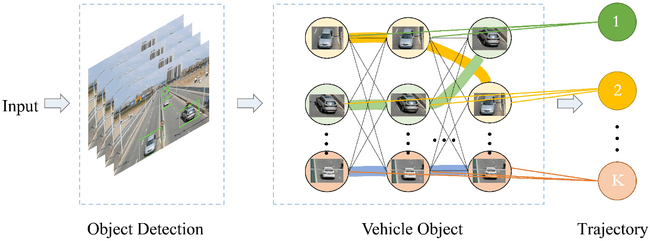 Input
1
2
K
Object Detection
Vehicle Object
Trajectory